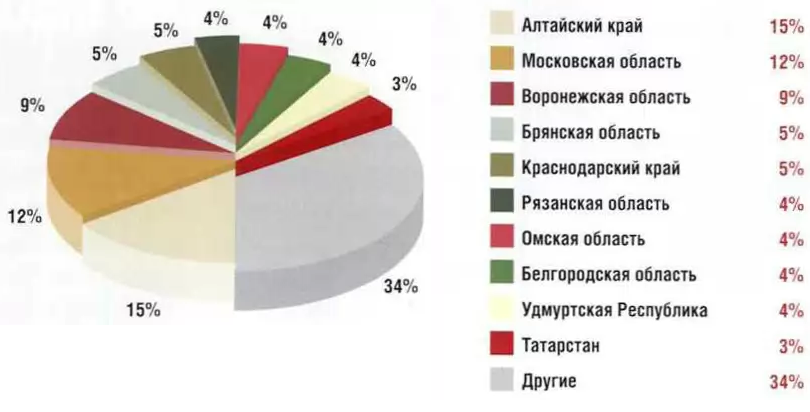 4%
4%
5%
4%
5%
4%
9%
3%
12%
15%
34%
Алтайский край 15%
Московская область 12%
Воронежская область 9%
Брянская область 5%
Краснодарский край 5%
Рязанская область 4%
Омская область 4%
Белгородская область 4%
Удмуртская Республика 4%
Татарстан 3%
Другие 34%